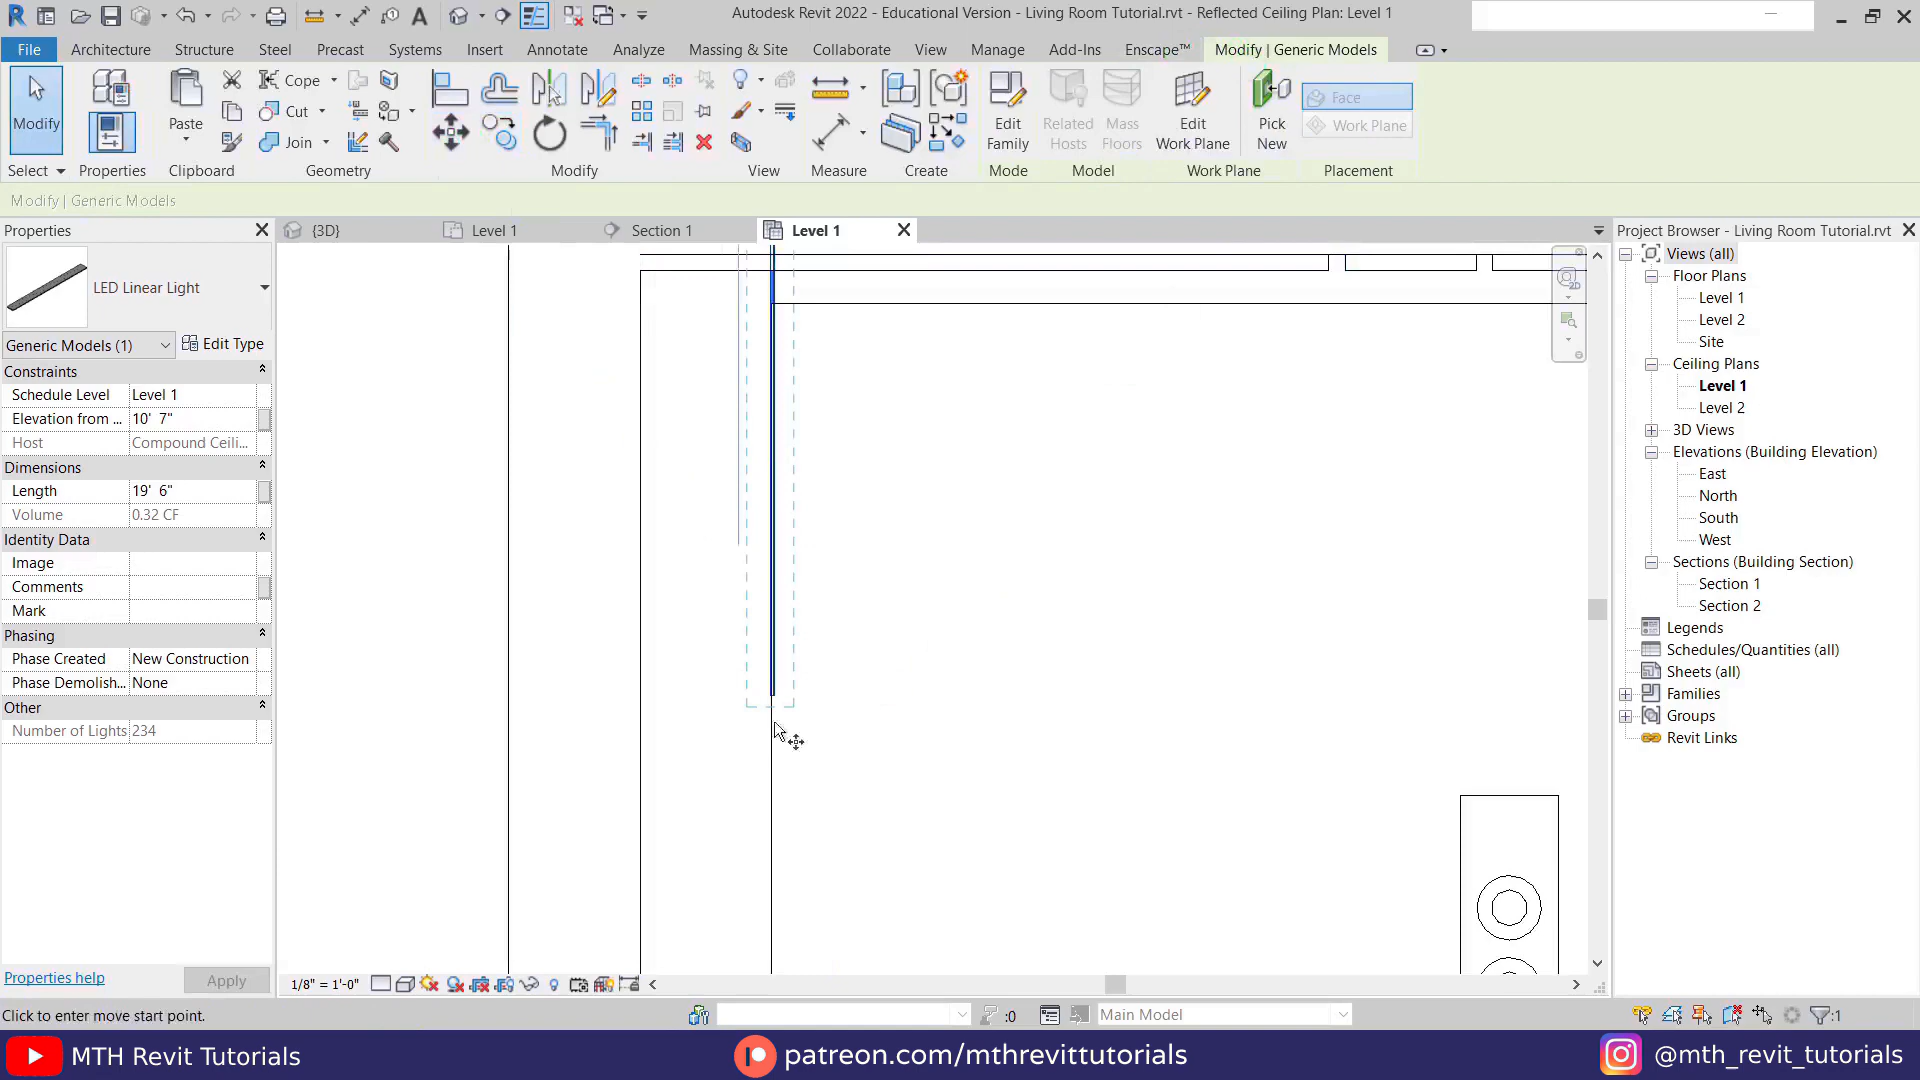 Autodesk Revit 2022 - Educational Version - Living Room Tutorial.rvt - Reflected Ceiling Plan: Level 1
File Architecture Structure Steel Precast Systems Insert Annotate Analyze Massing & Site Collaborate View Manage Add-Ins Enscape™ Modify | Generic Models
Modify Paste Cope Cut Join Edit Family Related Hosts Mass Floors Edit Work Plane Pick New Face Work Plane
Select Properties Clipboard Geometry Modify View Measure Create Mode Model Work Plane Placement
Modify | Generic Models
Properties
{3D} Level 1 Section 1 Level 1
Project Browser - Living Room Tutorial.rvt
LED Linear Light
Generic Models (1) Edit Type
Constraints
Schedule Level Level 1
Elevation from ... 10' 7"
Host Compound Ceili...
Dimensions
Length 19' 6"
Volume 0.32 CF
Identity Data
Image
Comments
Mark
Phasing
Phase Created New Construction
Phase Demolish... None
Other
Number of Lights 234
Properties help Apply
2D
Views (all)
Floor Plans
Level 1
Level 2
Site
Ceiling Plans
Level 1
Level 2
3D Views
Elevations (Building Elevation)
East
North
South
West
Sections (Building Section)
Section 1
Section 2
Legends
Schedules/Quantities (all)
Sheets (all)
Families
Groups
Revit Links
1/8" = 1'-0"
Click to enter move start point. :0 Main Model :1
MTH Revit Tutorials patreon.com/mthrevittutorials @mth_revit_tutorials